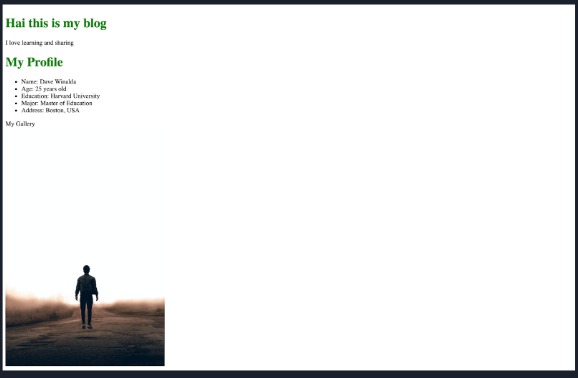 Hai this is my blog
I love learning and sharing
My Profile
Name: Dave Winalda
Age: 25 years old
Education: Harvard University
Major: Master of Education
Address: Boston, USA
My Gallery